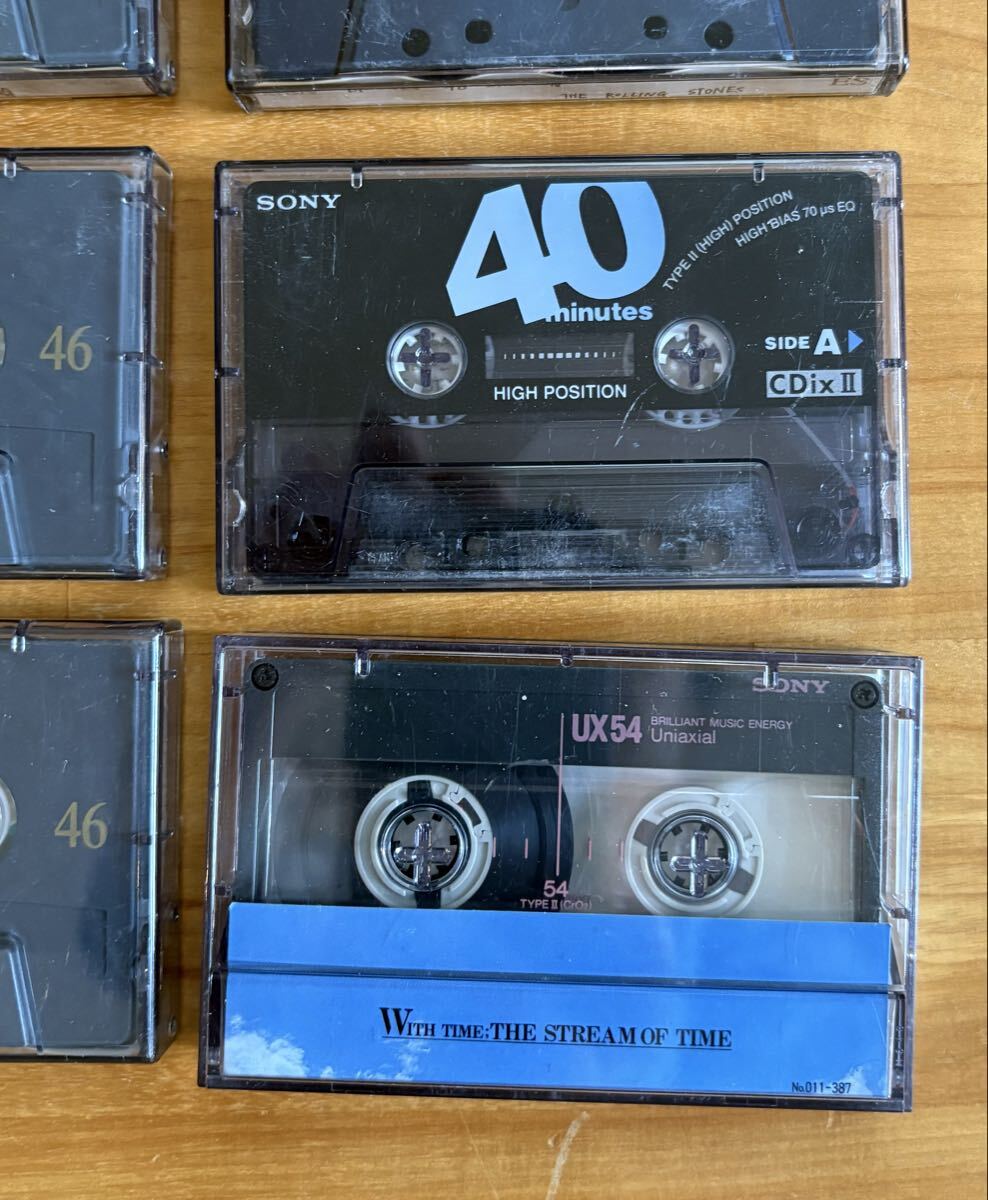 THE ROLLING STONES
BS
SONY
40
minutes
TYPE II (HIGH) POSITION
HIGH BIAS 70 μs EQ
SIDE A
HIGH POSITION
CDix II
46
SONY
UX54
BRILLIANT MUSIC ENERGY
Uniaxial
46
54
TYPE II (CrO2)
WITH TIME; THE STREAM OF TIME
No.011-387